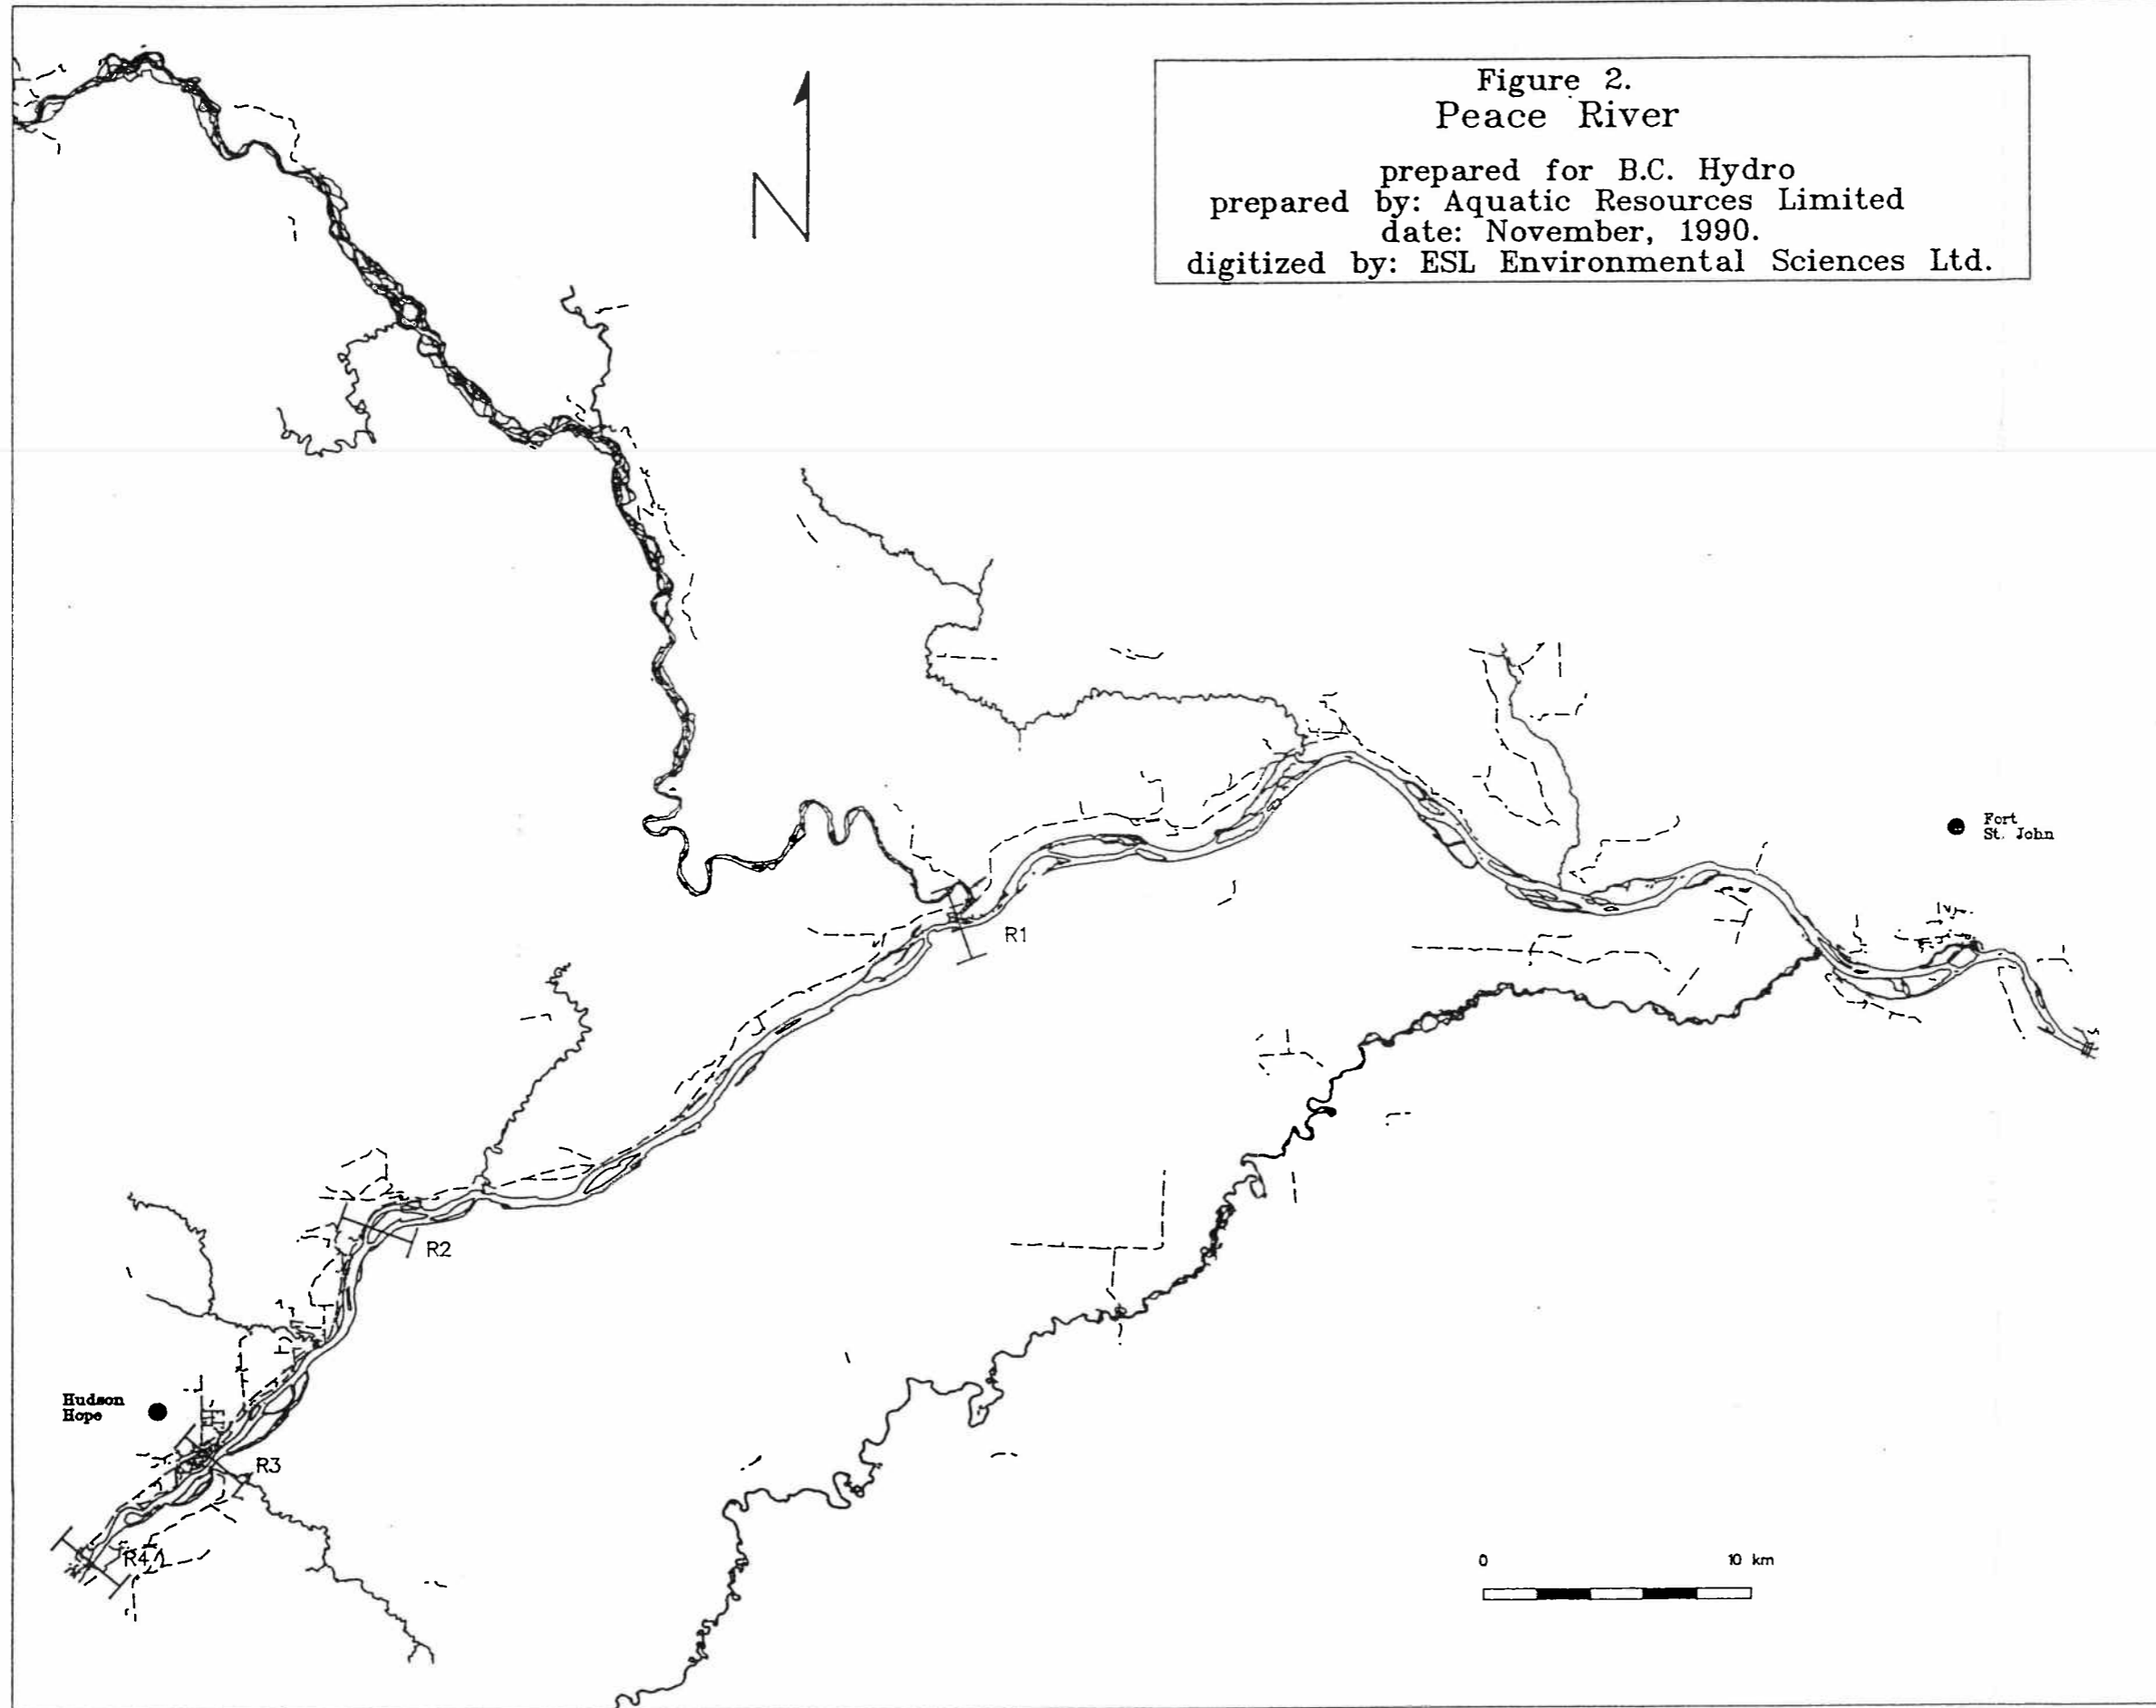 Figure 2.
Peace River
prepared for B.C. Hydro
prepared by: Aquatic Resources Limited
date: November, 1990.
digitized by: ESL Environmental Sciences Ltd.
N
Fort
St. John
R1
R2
Hudson
Hope
R3
R4
0 10 km